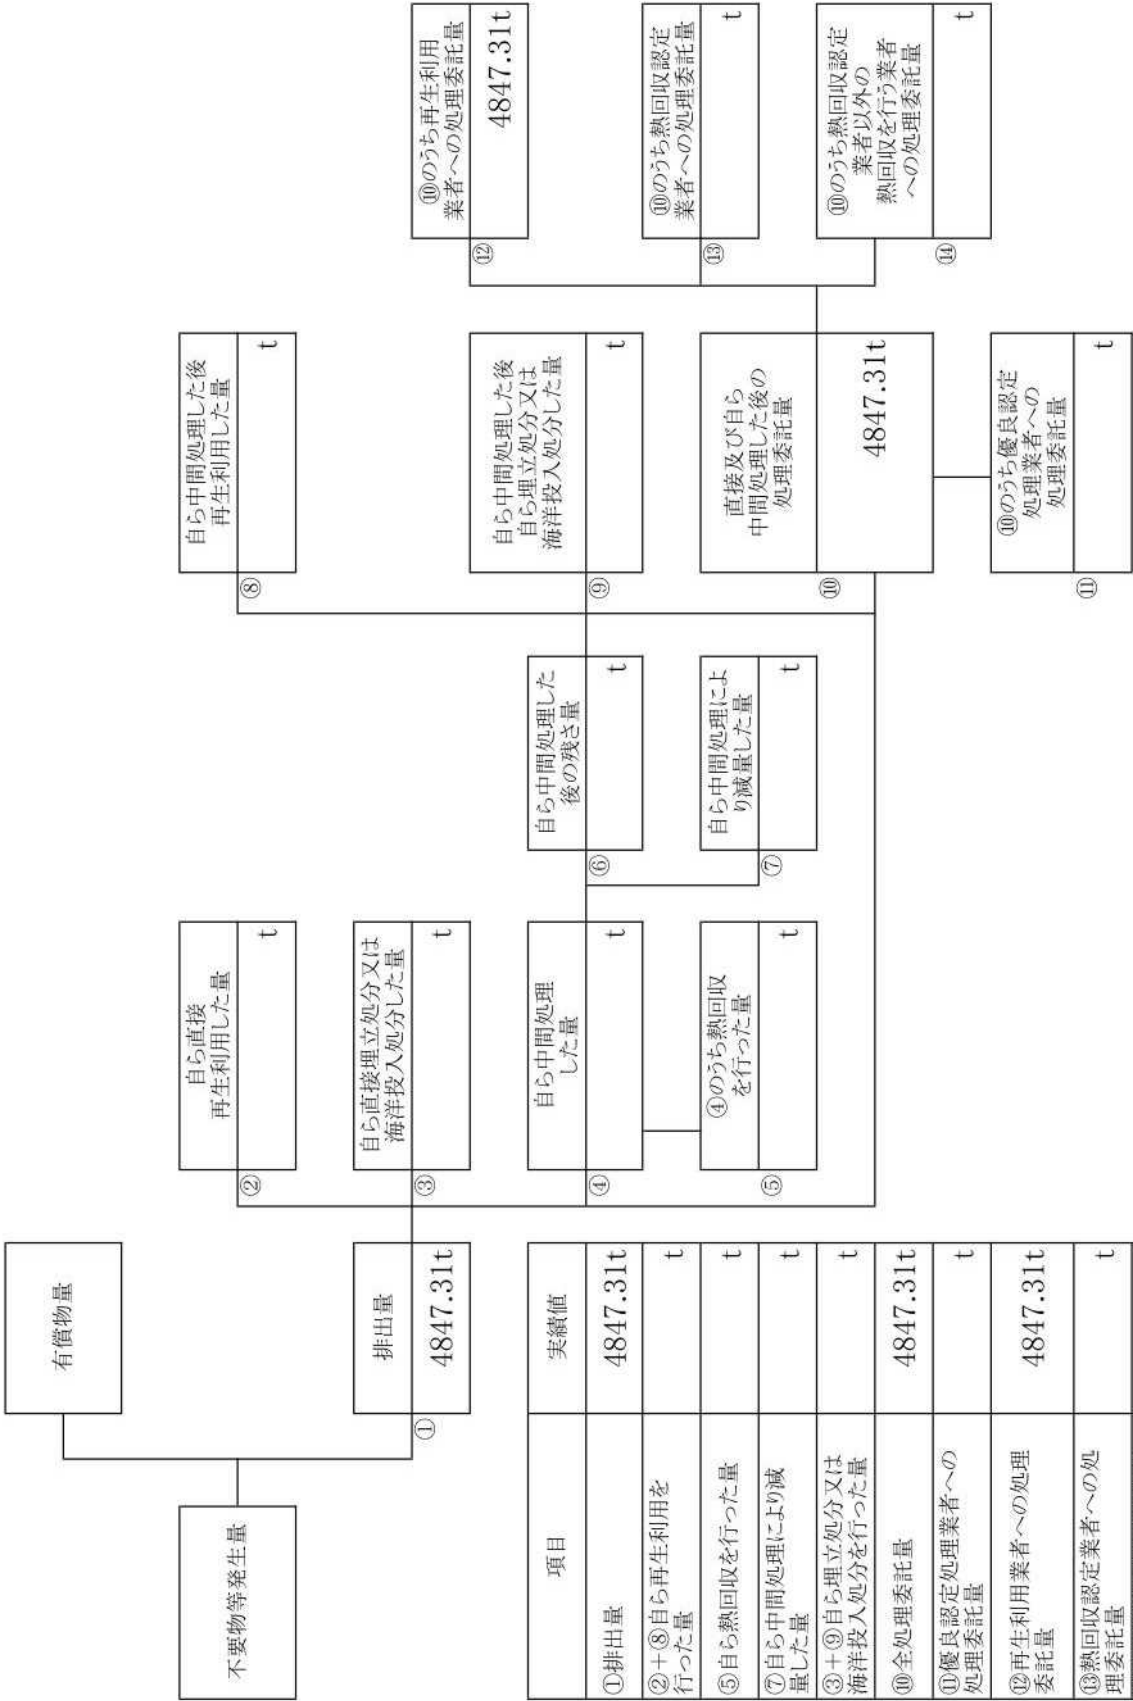 有償物量
不要物等発生量
排出量
①
4847.31t
自ら直接
再生利用した量
②
t
自ら直接埋立処分又は
海洋投入処分した量
③
t
自ら中間処理
した量
④
t
④のうち熱回収
を行った量
⑤
t
自ら中間処理した
後の残さ量
⑥
t
自ら中間処理によ
り減量した量
⑦
t
自ら中間処理した後
再生利用した量
⑧
t
自ら中間処理した後
自ら埋立処分又は
海洋投入処分した量
⑨
t
直接及び自ら
中間処理した後の
処理委託量
⑩
4847.31t
⑩のうち優良認定
処理業者への
処理委託量
⑪
t
⑩のうち再生利用
業者への処理委託量
⑫
4847.31t
⑩のうち熱回収認定
業者への処理委託量
⑬
t
⑩のうち熱回収認定
業者以外の
熱回収を行う業者
への処理委託量
⑭
t
項目 実績値
①排出量 4847.31t
②+⑧自ら再生利用を
行った量 t
⑤自ら熱回収を行った量 t
⑦自ら中間処理により減
量した量 t
③+⑨自ら埋立処分又は
海洋投入処分を行った量 t
⑩全処理委託量 4847.31t
⑪優良認定処理業者への
処理委託量 t
⑫再生利用業者への処理
委託量 4847.31t
⑬熱回収認定業者への処
理委託量 t